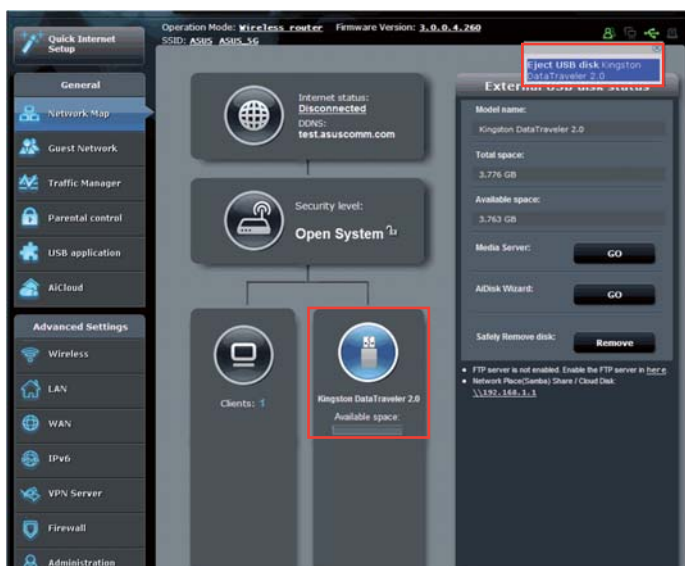 Quick Internet
Setup
Operation Mode: Wireless router Firmware Version: 3.0.0.4.260
SSID: ASUS ASUS_5G
Eject USB disk Kingston
DataTraveler 2.0
General
Network Map
Guest Network
Traffic Manager
Parental control
USB application
AiCloud
Advanced Settings
Wireless
LAN
WAN
IPv6
VPN Server
Firewall
Administration
Internet status:
Disconnected
DDNS:
test.asuscomm.com
Security level:
Open System
Clients: 1
Kingston DataTraveler 2.0
Available space:
External USB disk status
Model name:
Kingston DataTraveler 2.0
Total space:
3.776 GB
Available space:
3.763 GB
Media Server:
GO
AiDisk Wizard:
GO
Safely Remove disk:
Remove
FTP server is not enabled. Enable the FTP server in here.
Network Place(Samba) Share / Cloud Disk:
\\192.168.1.1